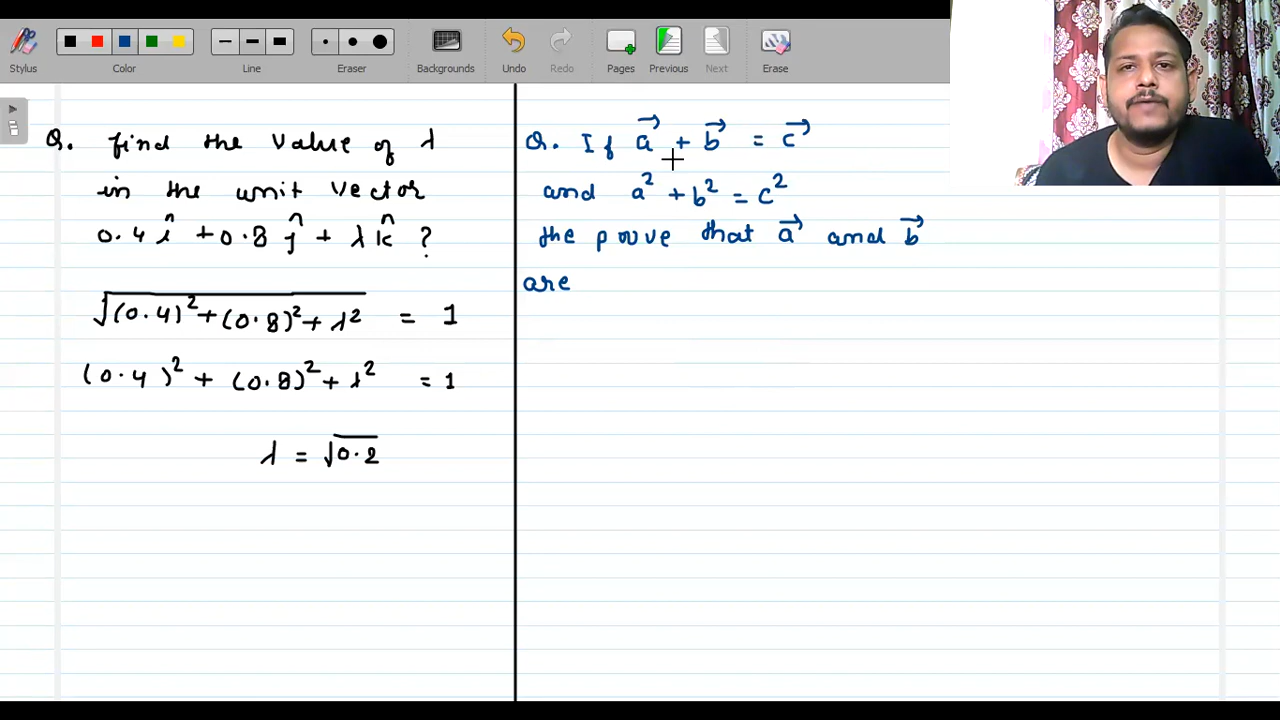 Stylus
Color
Line
Eraser
Backgrounds
Undo
Redo
Pages
Previous
Next
Erase
Q. find the value of λ
in the unit vector
0.4 î + 0.8 ĵ + λ k̂ ?
√(0.4)² + (0.8)² + λ² = 1
(0.4)² + (0.8)² + λ² = 1
λ = √0.2
Q. If a⃗ + b⃗ = c⃗
and a² + b² = c²
the prove that a⃗ and b⃗
are